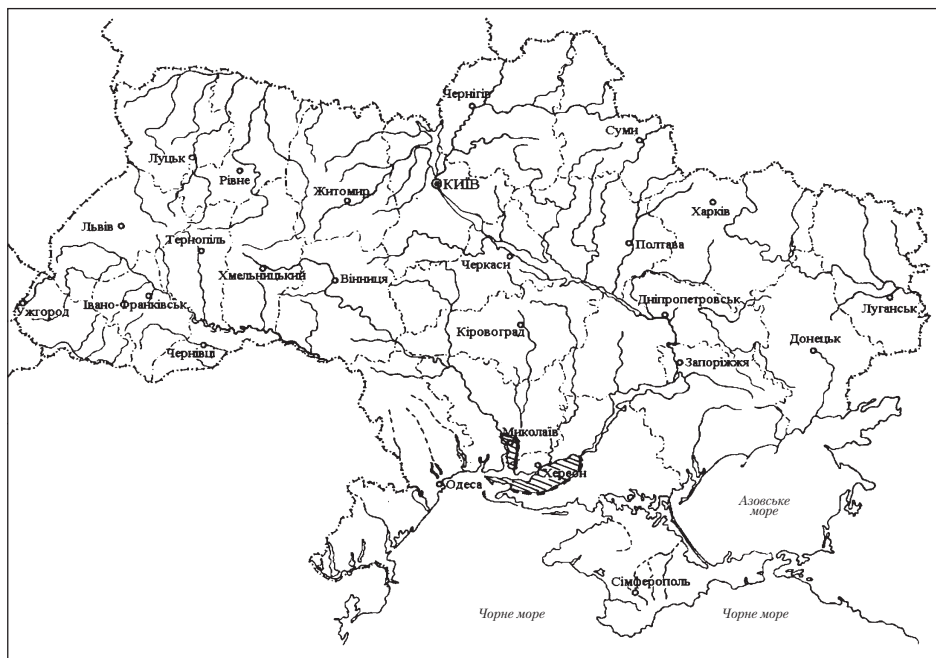 Чернігів
Суми
Луцьк
Рівне
КИЇВ
Житомир
Харків
Львів
Тернопіль
Полтава
Черкаси
Хмельницький
Вінниця
Ужгород
Івано-Франківськ
Дніпропетровськ
Луганськ
Кіровоград
Чернівці
Донецьк
Запоріжжя
Миколаїв
Херсон
Одеса
Азовське
море
Сімферополь
Чорне море
Чорне море